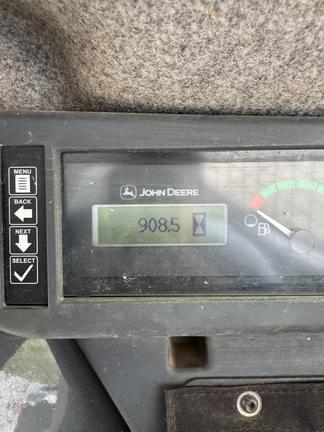 MENU
BACK
NEXT
SELECT
JOHN DEERE
908.5